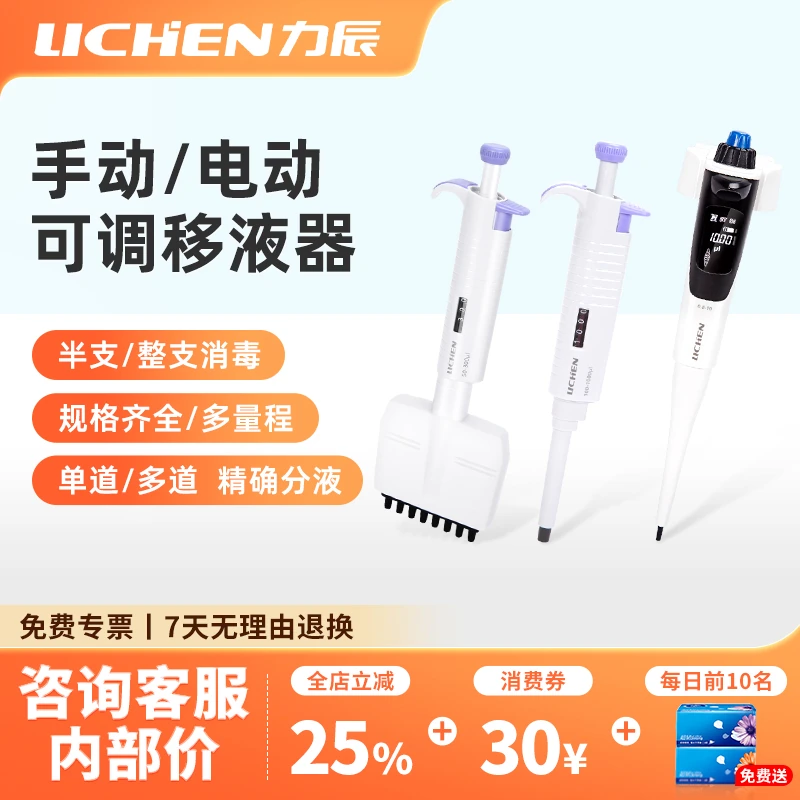 LICHEN力辰
手动/电动
可调移液器
半支/整支消毒
规格齐全/多量程
单道/多道 精确分液
LICHEN
LICHEN
10.00
μl
免费专票丨7天无理由退换
咨询客服
内部价
全店立减
25%
+
消费券
30¥
+
每日前10名
免费送